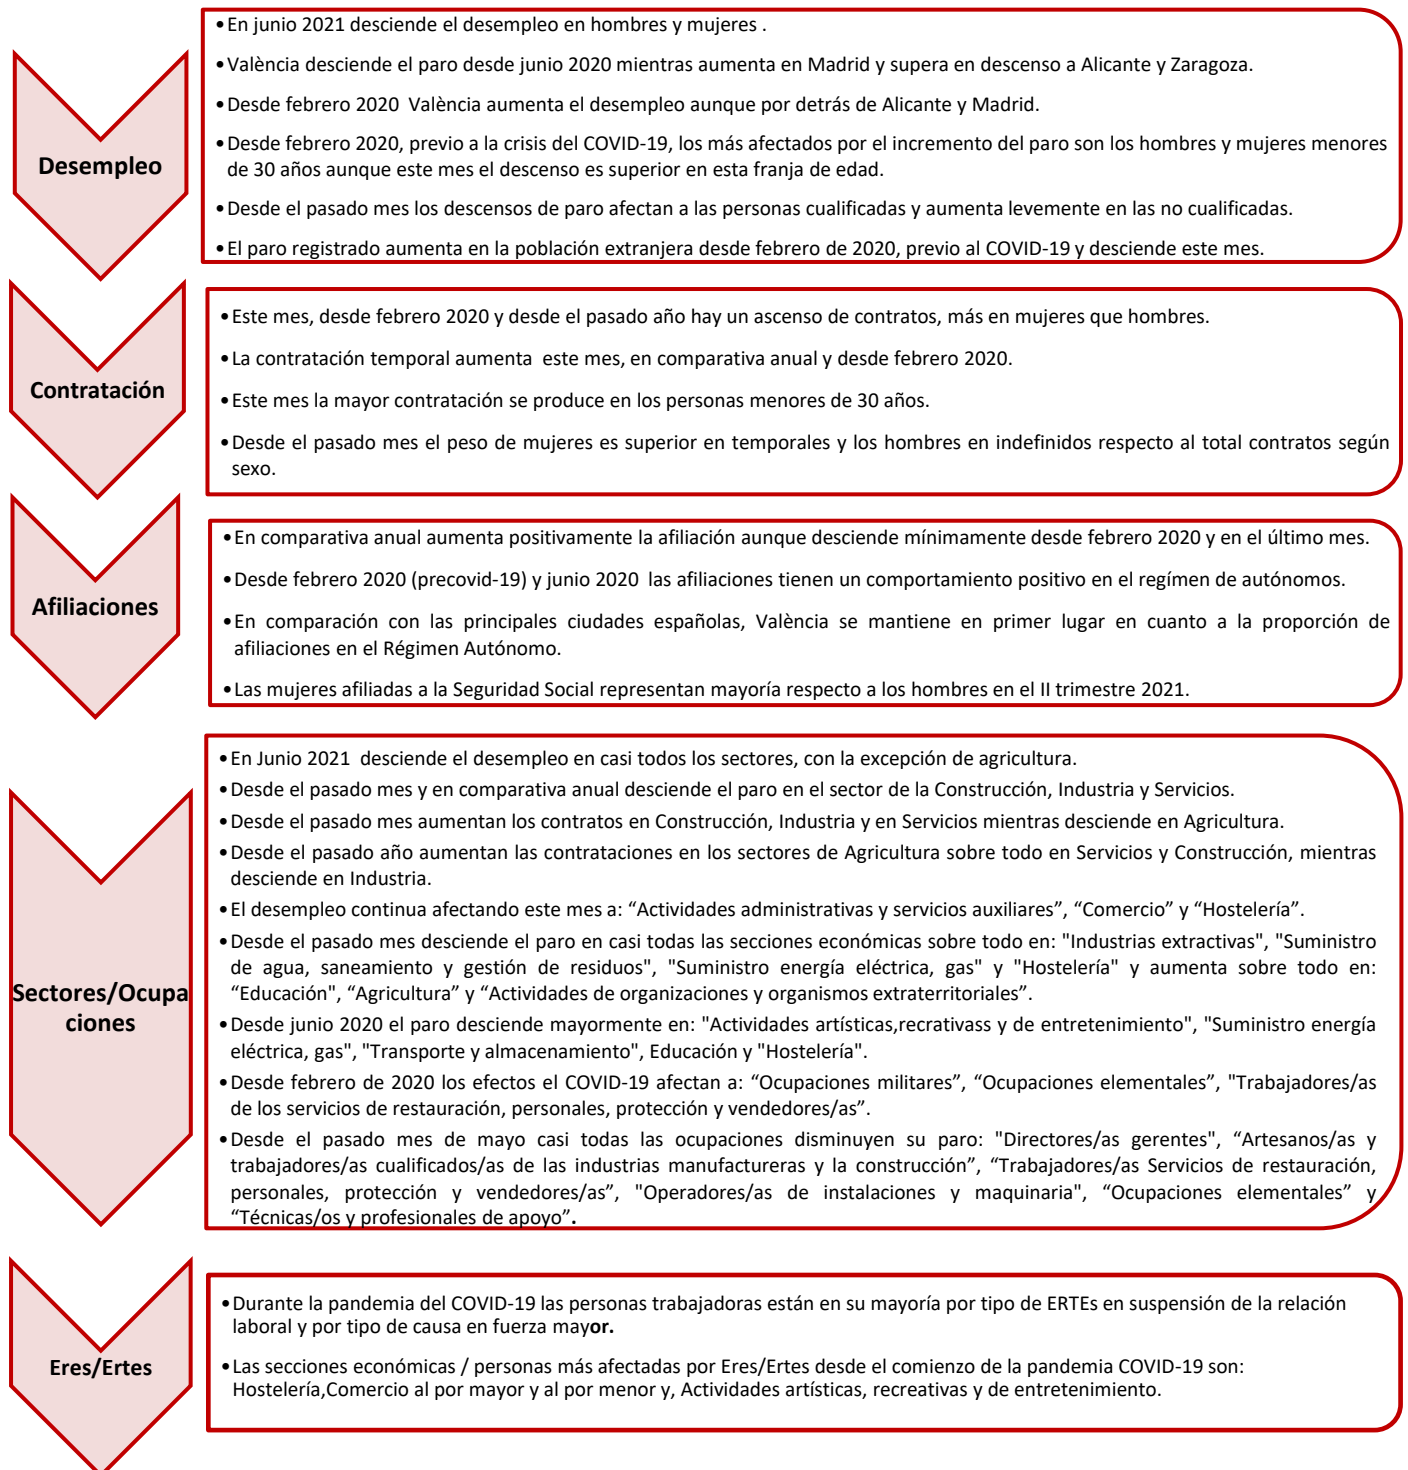 Desempleo
•En junio 2021 desciende el desempleo en hombres y mujeres .
•València desciende el paro desde junio 2020 mientras aumenta en Madrid y supera en descenso a Alicante y Zaragoza.
•Desde febrero 2020 València aumenta el desempleo aunque por detrás de Alicante y Madrid.
•Desde febrero 2020, previo a la crisis del COVID-19, los más afectados por el incremento del paro son los hombres y mujeres menores
de 30 años aunque este mes el descenso es superior en esta franja de edad.
•Desde el pasado mes los descensos de paro afectan a las personas cualificadas y aumenta levemente en las no cualificadas.
•El paro registrado aumenta en la población extranjera desde febrero de 2020, previo al COVID-19 y desciende este mes.
Contratación
•Este mes, desde febrero 2020 y desde el pasado año hay un ascenso de contratos, más en mujeres que hombres.
•La contratación temporal aumenta este mes, en comparativa anual y desde febrero 2020.
•Este mes la mayor contratación se produce en los personas menores de 30 años.
•Desde el pasado mes el peso de mujeres es superior en temporales y los hombres en indefinidos respecto al total contratos según
sexo.
Afiliaciones
•En comparativa anual aumenta positivamente la afiliación aunque desciende mínimamente desde febrero 2020 y en el último mes.
•Desde febrero 2020 (precovid-19) y junio 2020 las afiliaciones tienen un comportamiento positivo en el regímen de autónomos.
•En comparación con las principales ciudades españolas, València se mantiene en primer lugar en cuanto a la proporción de
afiliaciones en el Régimen Autónomo.
•Las mujeres afiliadas a la Seguridad Social representan mayoría respecto a los hombres en el II trimestre 2021.
Sectores/Ocupa
ciones
•En Junio 2021 desciende el desempleo en casi todos los sectores, con la excepción de agricultura.
•Desde el pasado mes y en comparativa anual desciende el paro en el sector de la Construcción, Industria y Servicios.
•Desde el pasado mes aumentan los contratos en Construcción, Industria y en Servicios mientras desciende en Agricultura.
•Desde el pasado año aumentan las contrataciones en los sectores de Agricultura sobre todo en Servicios y Construcción, mientras
desciende en Industria.
•El desempleo continua afectando este mes a: “Actividades administrativas y servicios auxiliares”, “Comercio” y “Hostelería”.
•Desde el pasado mes desciende el paro en casi todas las secciones económicas sobre todo en: "Industrias extractivas", "Suministro
de agua, saneamiento y gestión de residuos", "Suministro energía eléctrica, gas" y "Hostelería" y aumenta sobre todo en:
“Educación", “Agricultura” y “Actividades de organizaciones y organismos extraterritoriales”.
•Desde junio 2020 el paro desciende mayormente en: "Actividades artísticas,recrativass y de entretenimiento", "Suministro energía
eléctrica, gas", "Transporte y almacenamiento", Educación y "Hostelería".
•Desde febrero de 2020 los efectos el COVID-19 afectan a: “Ocupaciones militares”, “Ocupaciones elementales”, "Trabajadores/as
de los servicios de restauración, personales, protección y vendedores/as”.
•Desde el pasado mes de mayo casi todas las ocupaciones disminuyen su paro: "Directores/as gerentes", “Artesanos/as y
trabajadores/as cualificados/as de las industrias manufactureras y la construcción”, “Trabajadores/as Servicios de restauración,
personales, protección y vendedores/as”, "Operadores/as de instalaciones y maquinaria", “Ocupaciones elementales” y
“Técnicas/os y profesionales de apoyo”.
Eres/Ertes
•Durante la pandemia del COVID-19 las personas trabajadoras están en su mayoría por tipo de ERTEs en suspensión de la relación
laboral y por tipo de causa en fuerza mayor.
•Las secciones económicas / personas más afectadas por Eres/Ertes desde el comienzo de la pandemia COVID-19 son:
Hostelería,Comercio al por mayor y al por menor y, Actividades artísticas, recreativas y de entretenimiento.